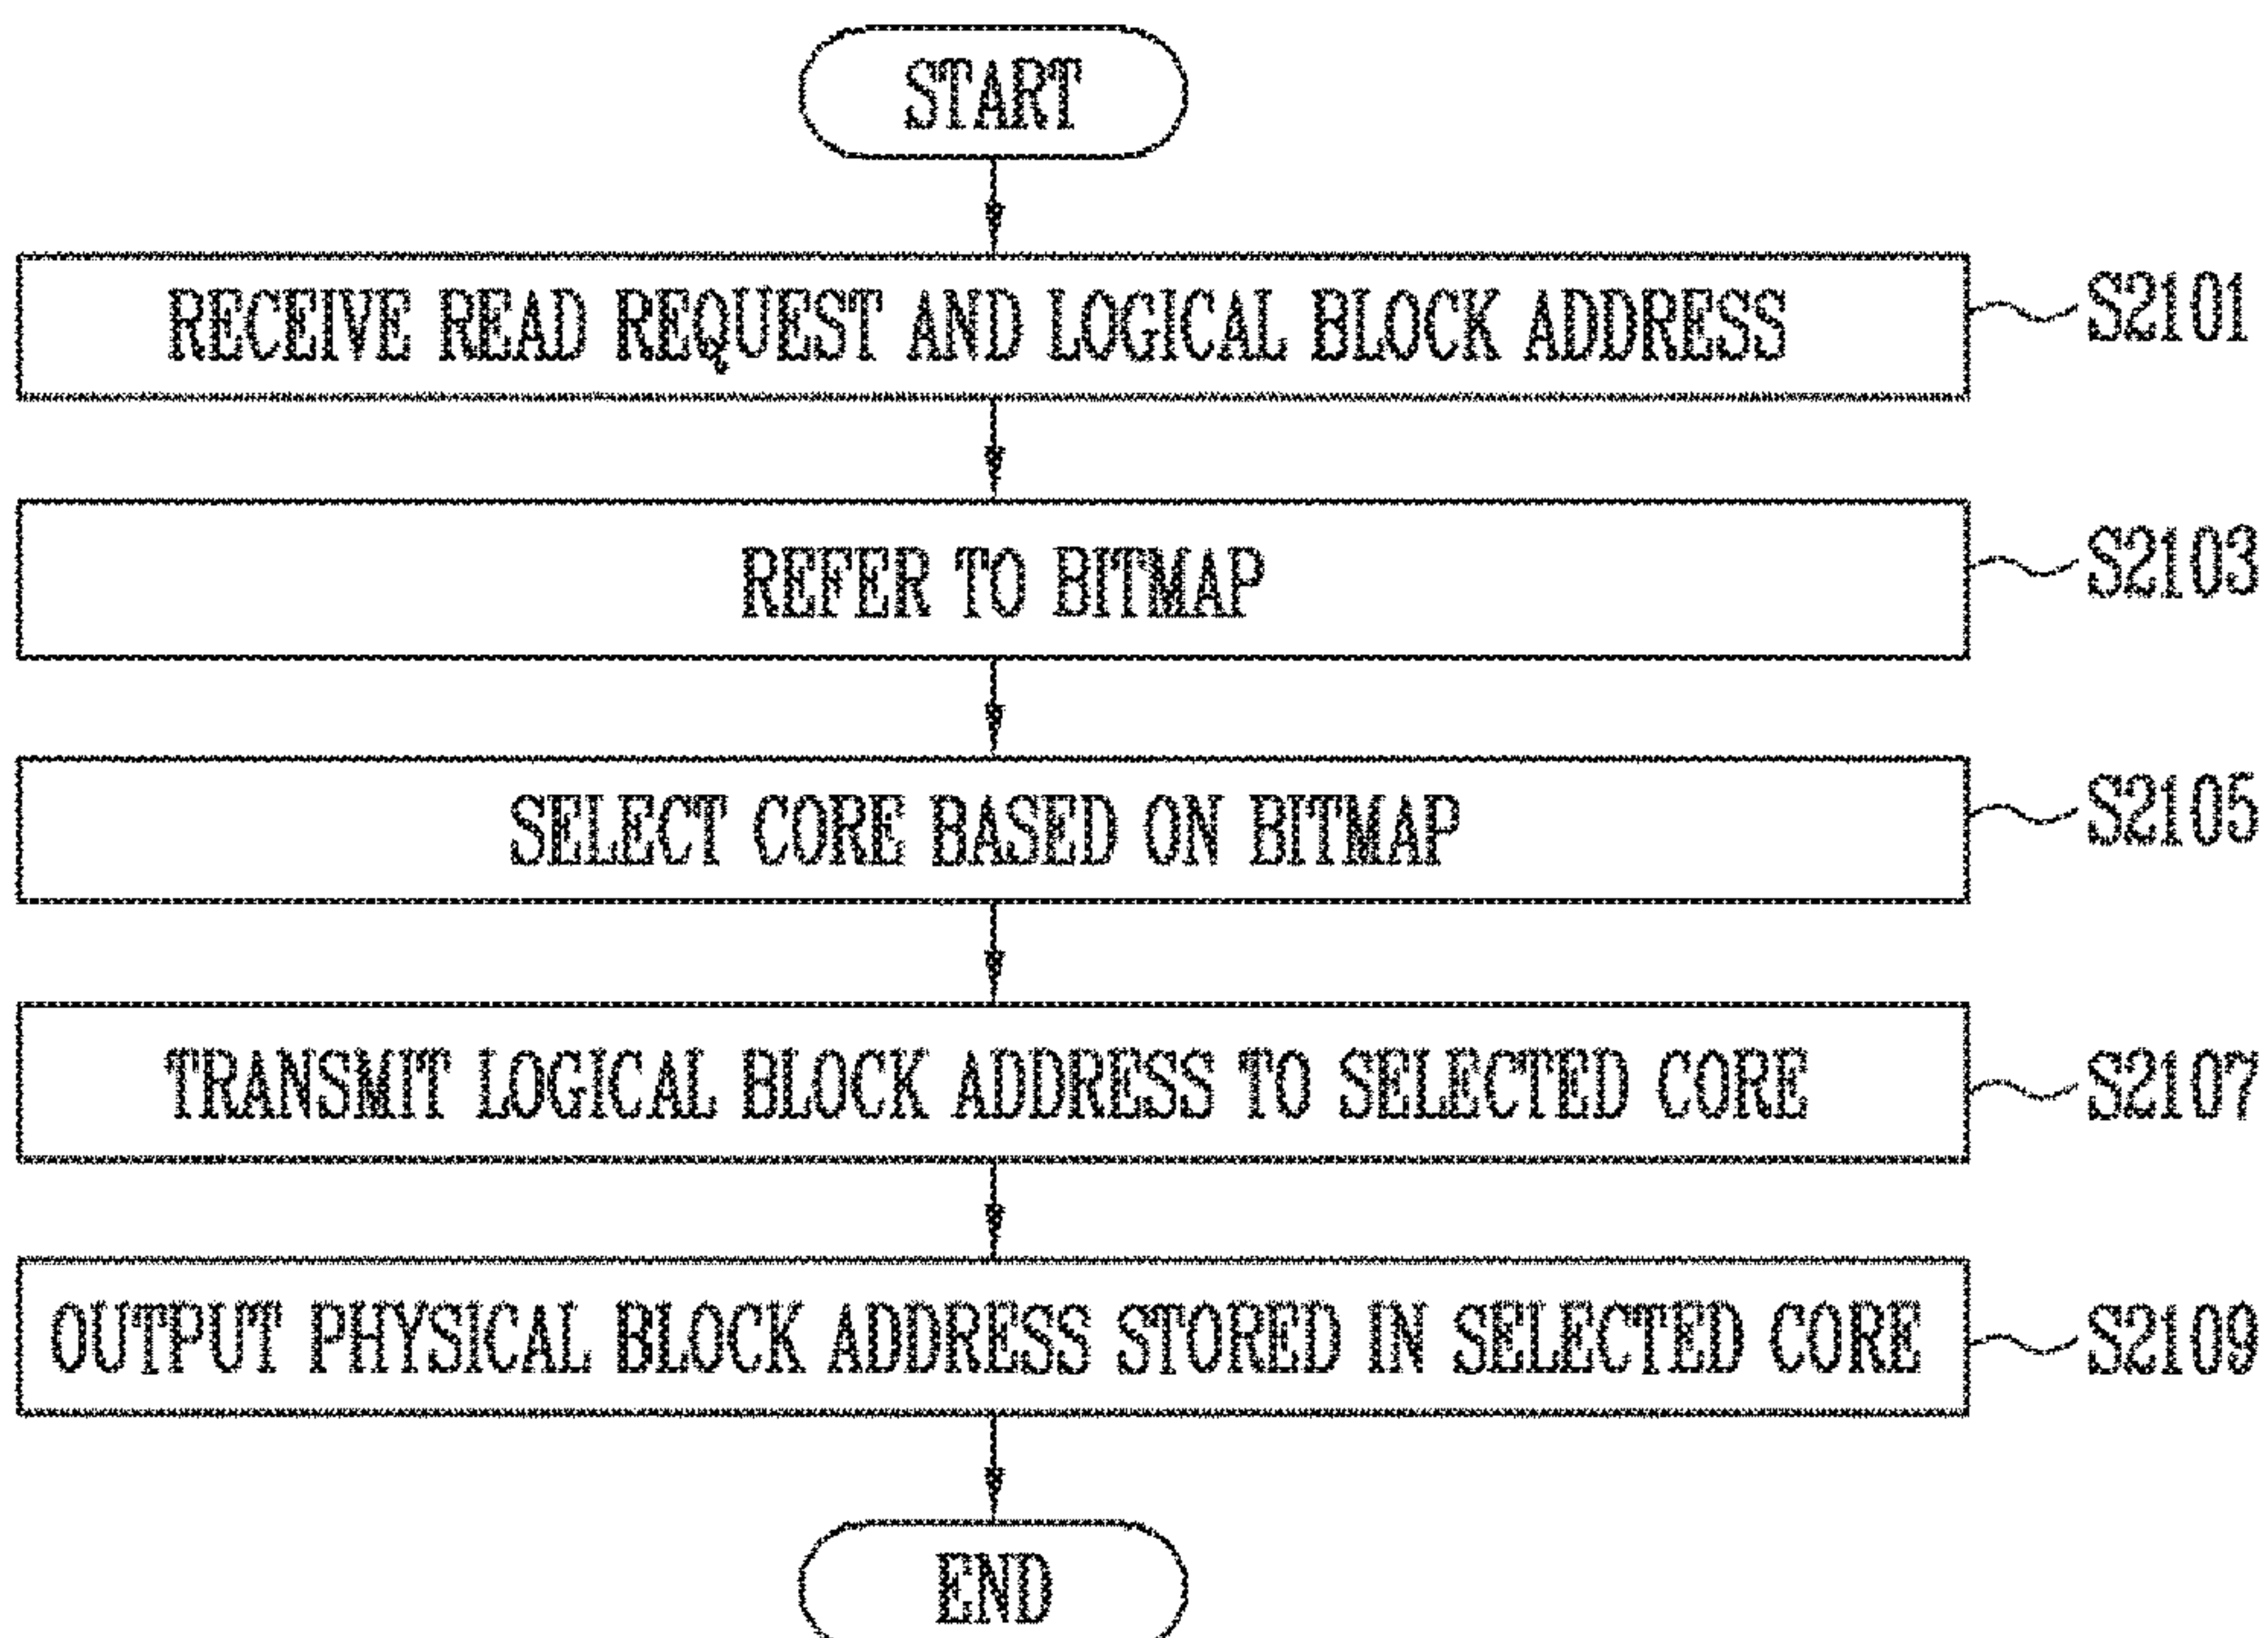 START
RECEIVE READ REQUEST AND LOGICAL BLOCK ADDRESS
S2101
REFER TO BITMAP
S2103
SELECT CORE BASED ON BITMAP
S2105
TRANSMIT LOGICAL BLOCK ADDRESS TO SELECTED CORE
S2107
OUTPUT PHYSICAL BLOCK ADDRESS STORED IN SELECTED CORE
S2109
END